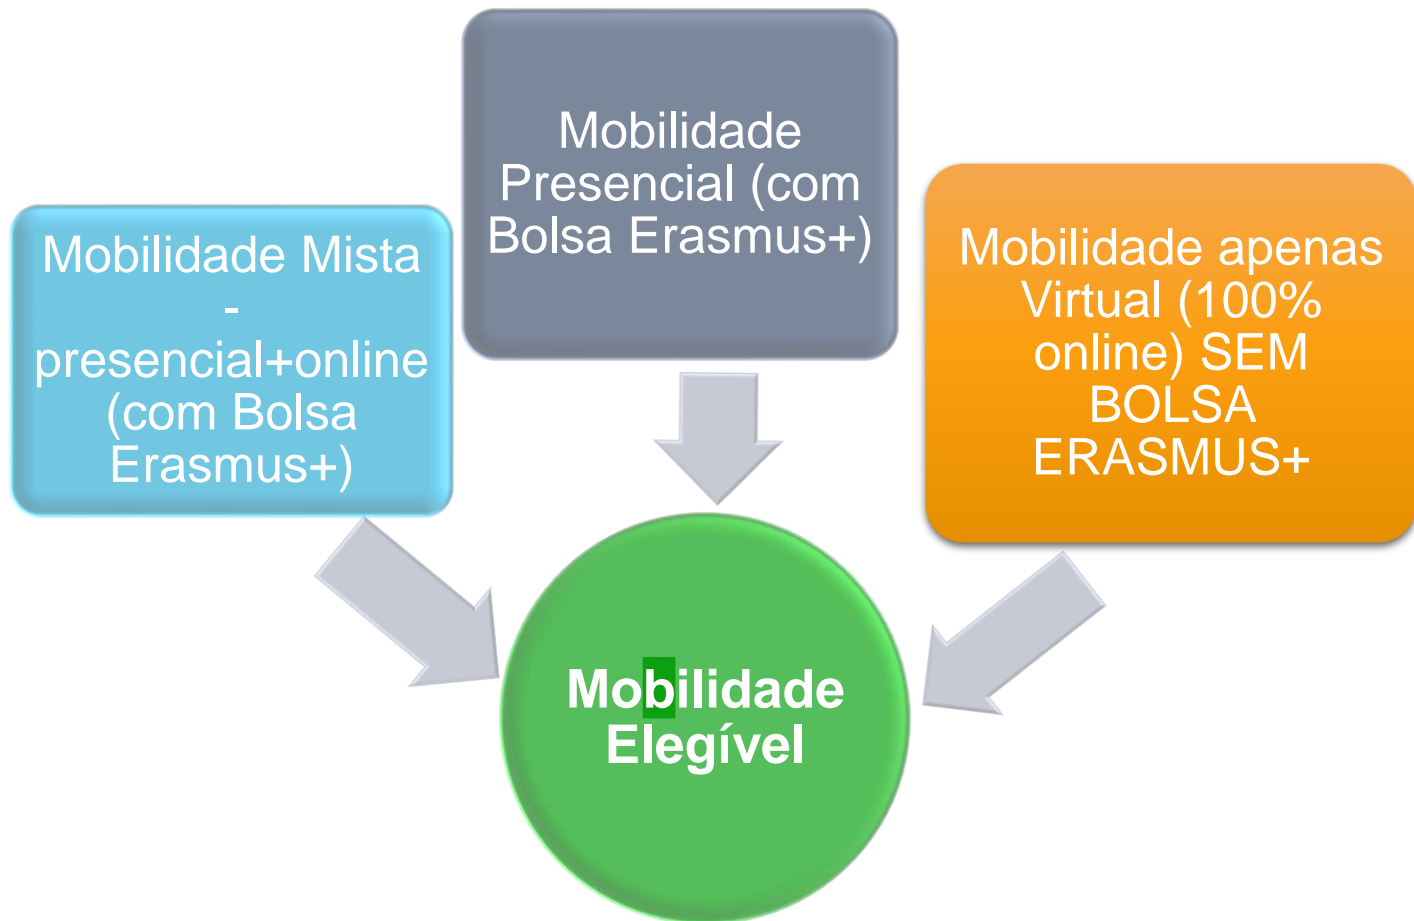 Mobilidade Mista
-
presencial+online
(com Bolsa
Erasmus+)
Mobilidade
Presencial (com
Bolsa Erasmus+)
Mobilidade apenas
Virtual (100%
online) SEM
BOLSA
ERASMUS+
Mobilidade
Elegível